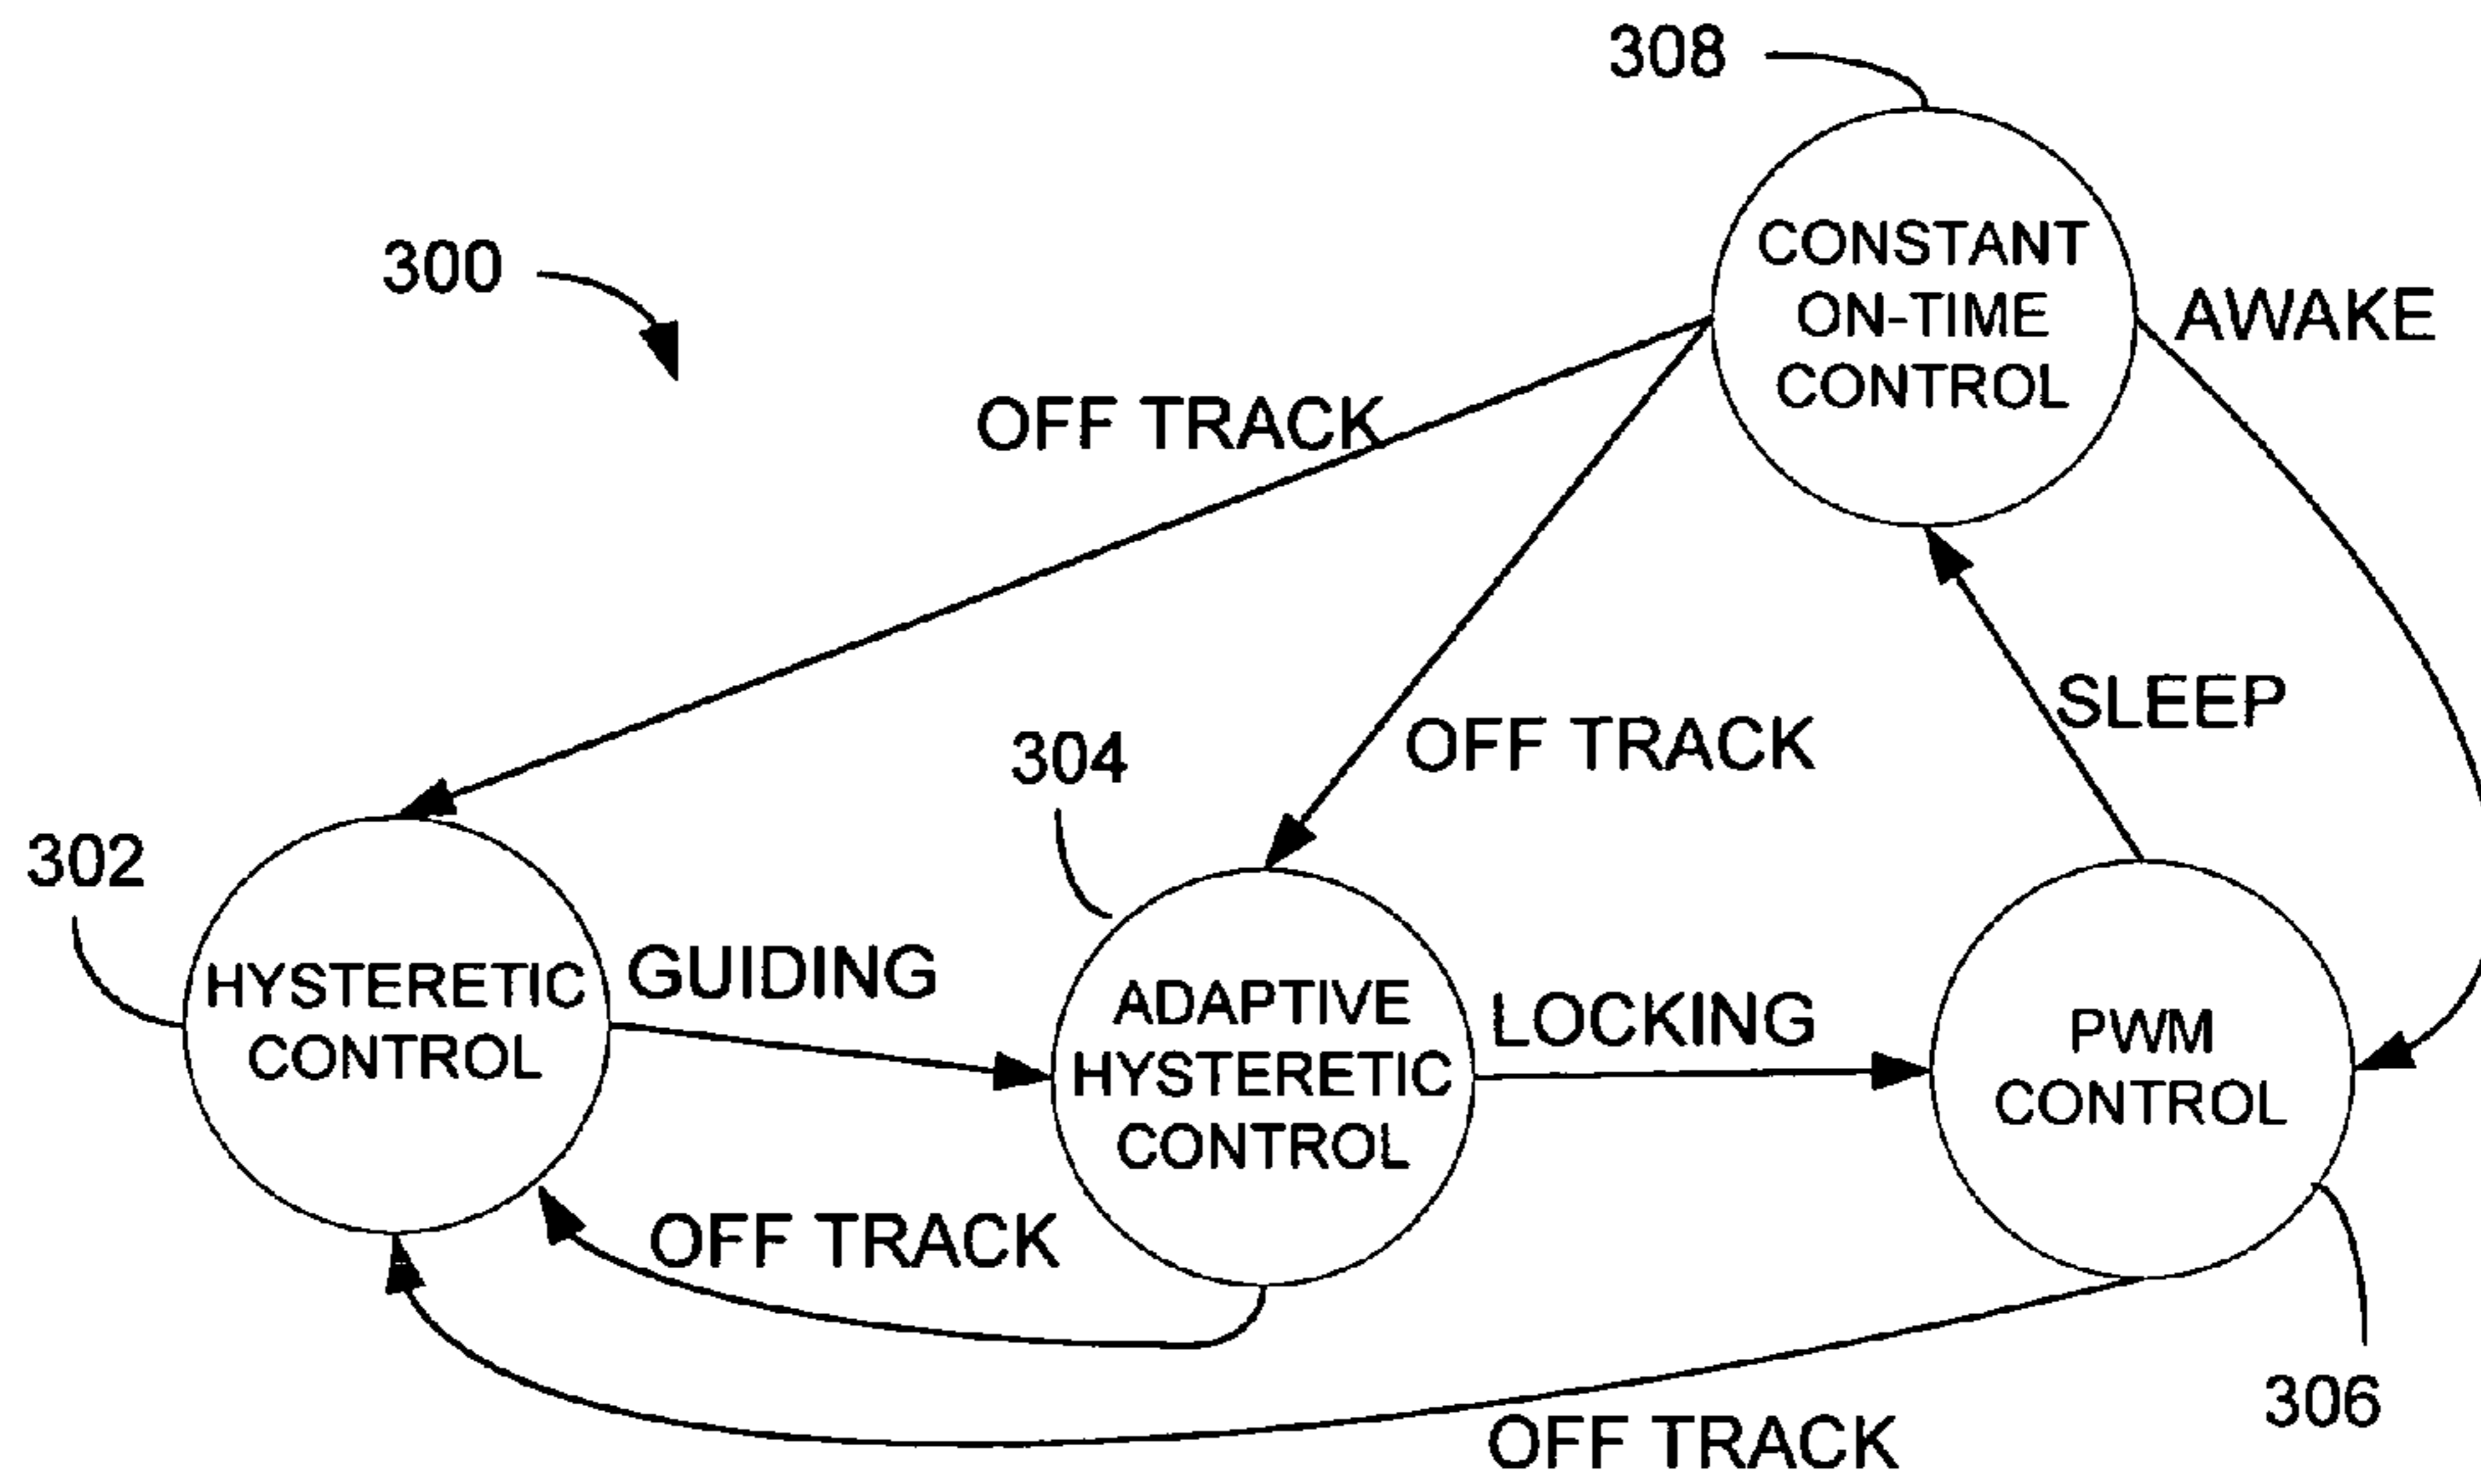 308
CONSTANT
ON-TIME
CONTROL
AWAKE
300
OFF TRACK
SLEEP
OFF TRACK
304
302
HYSTERETIC
CONTROL
GUIDING
ADAPTIVE
HYSTERETIC
CONTROL
LOCKING
PWM
CONTROL
OFF TRACK
306
OFF TRACK